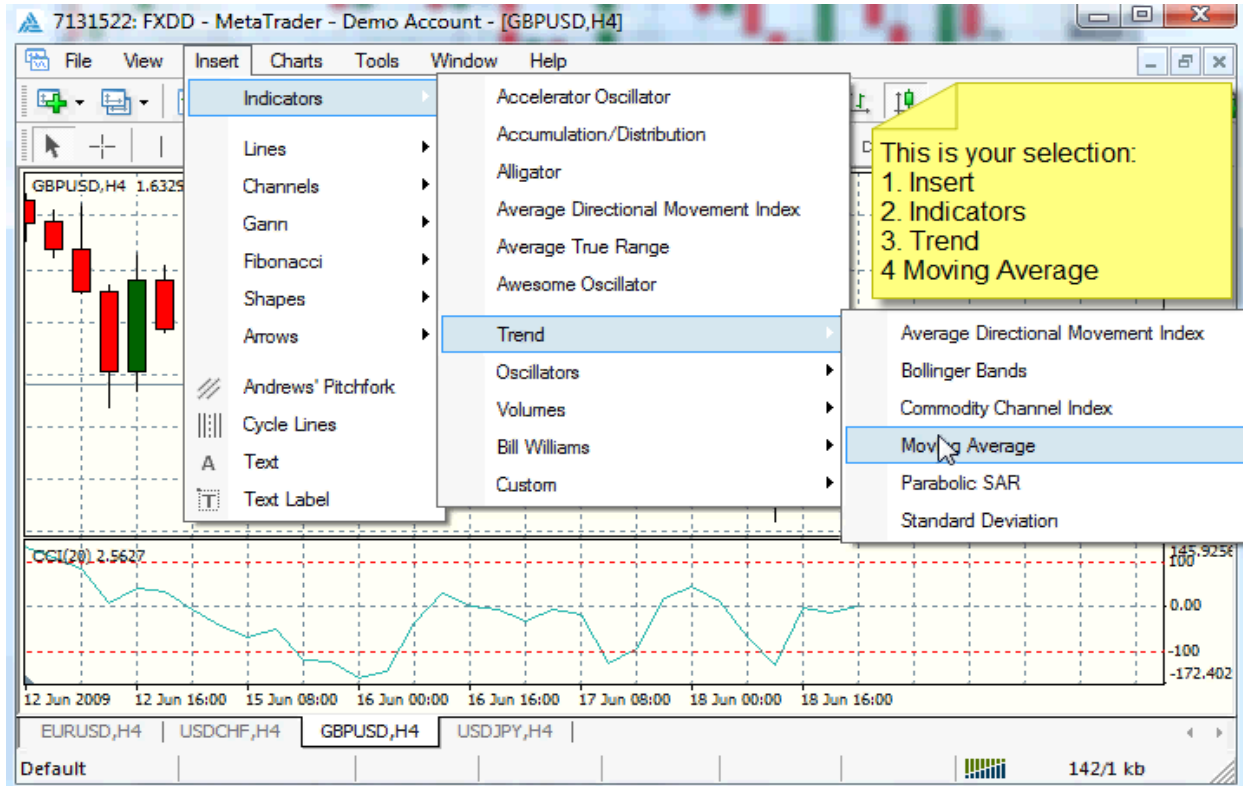 7131522: FXDD - MetaTrader - Demo Account - [GBPUSD,H4]
File View Insert Charts Tools Window Help
Indicators
Lines
Channels
Gann
Fibonacci
Shapes
Arrows
Andrews' Pitchfork
Cycle Lines
A Text
T Text Label
Accelerator Oscillator
Accumulation/Distribution
Alligator
Average Directional Movement Index
Average True Range
Awesome Oscillator
Trend
Oscillators
Volumes
Bill Williams
Custom
Average Directional Movement Index
Bollinger Bands
Commodity Channel Index
Moving Average
Parabolic SAR
Standard Deviation
This is your selection:
1. Insert
2. Indicators
3. Trend
4 Moving Average
GBPUSD,H4 1.6329
CCI(20) 2.5627
145.9256
100
0.00
-100
-172.402
12 Jun 2009 12 Jun 16:00 15 Jun 08:00 16 Jun 00:00 16 Jun 16:00 17 Jun 08:00 18 Jun 00:00 18 Jun 16:00
EURUSD,H4 USDCHF,H4 GBPUSD,H4 USDJPY,H4
Default 142/1 kb